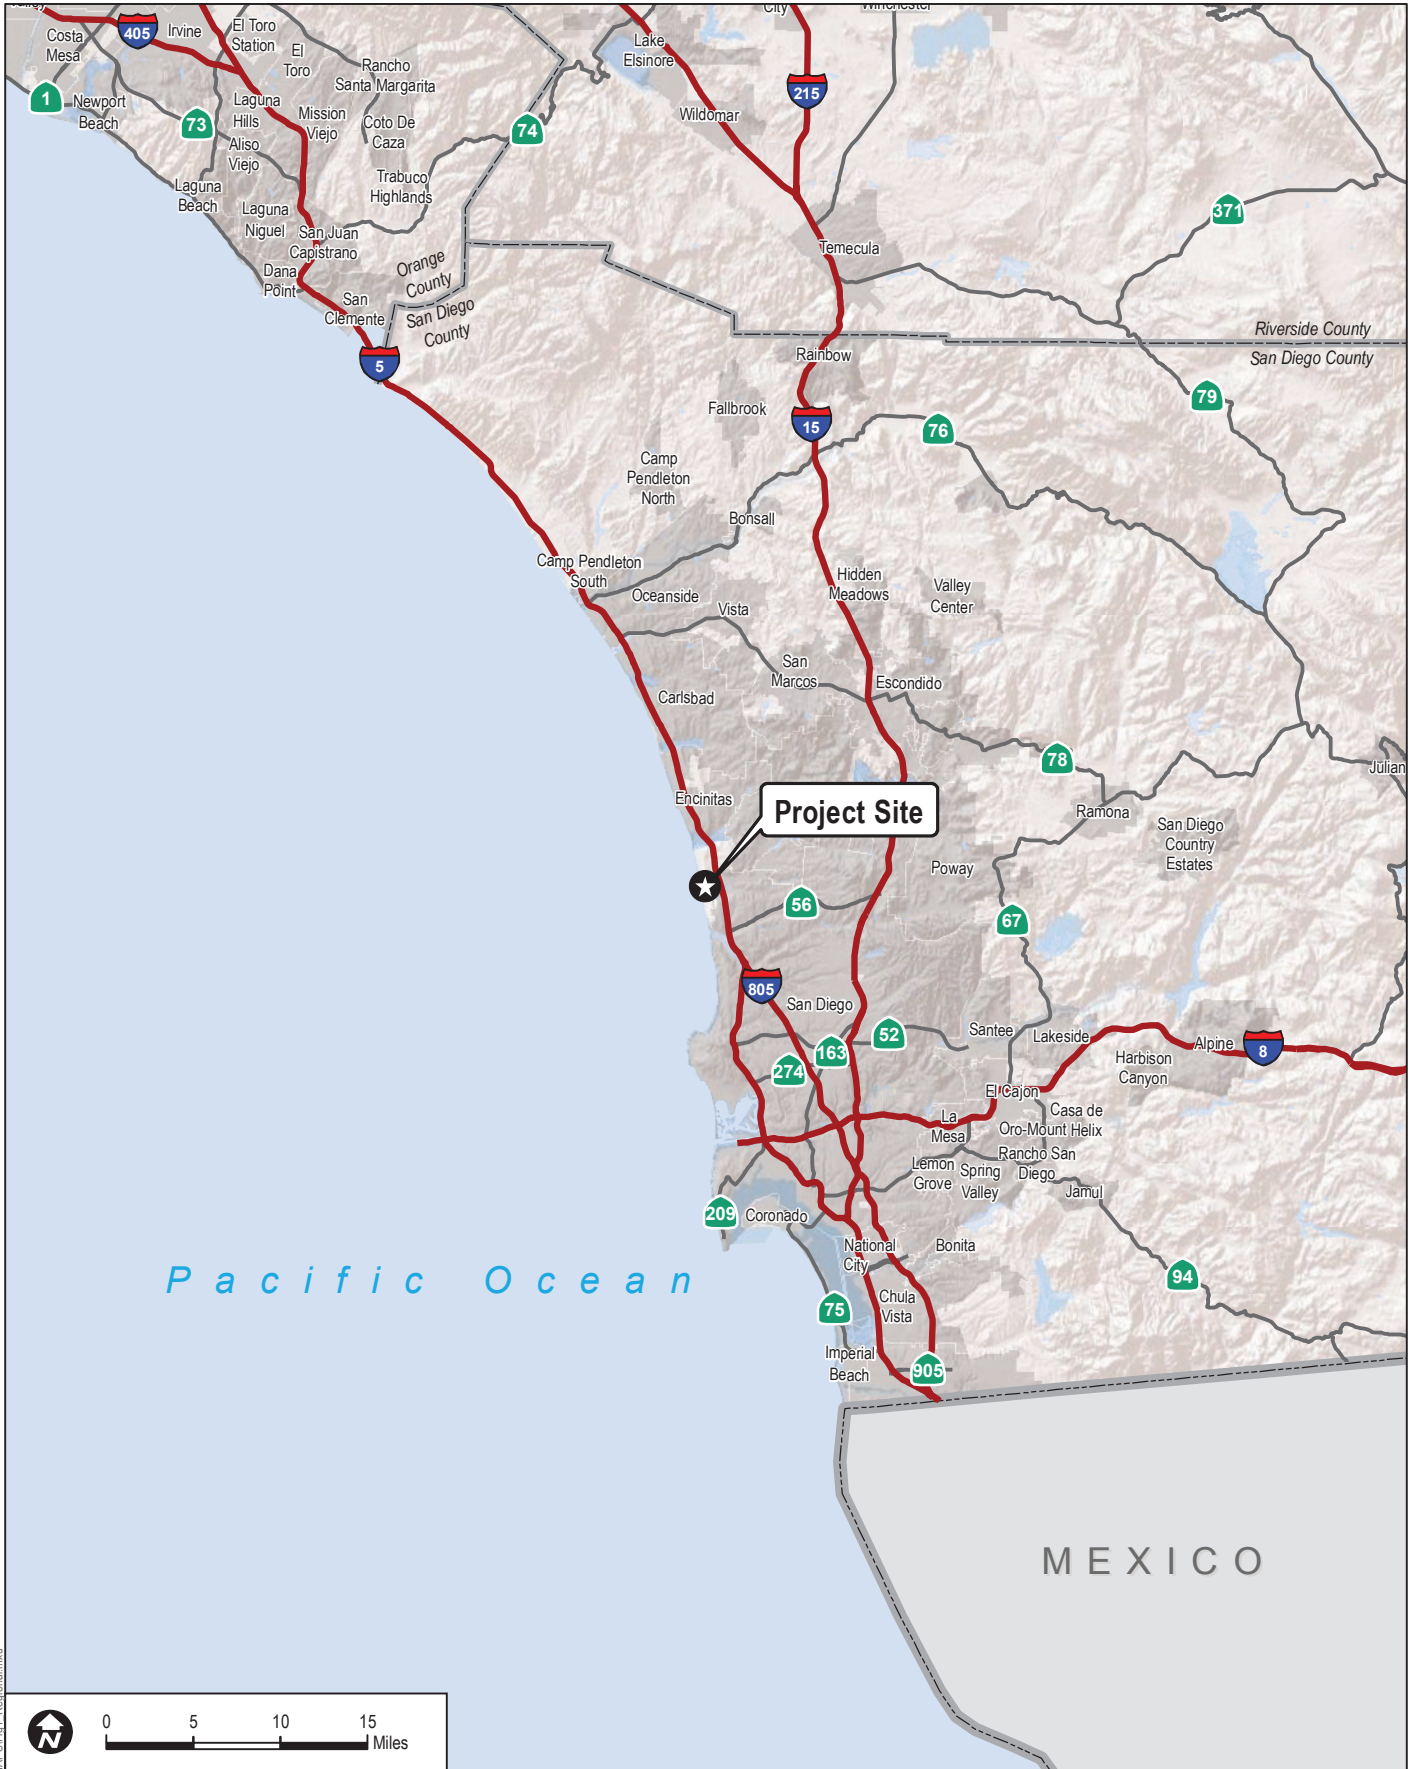 405
Irvine
El Toro
Station
Costa
Mesa
El
Toro
Rancho
Santa Margarita
1
Newport
Beach
73
Laguna
Hills
Mission
Viejo
Coto De
Caza
Aliso
Viejo
74
Trabuco
Highlands
Laguna
Beach
Laguna
Niguel
San Juan
Capistrano
Dana
Point
San
Clemente
Orange
County
San Diego
County
5
City
Lake
Elsinore
215
Wildomar
371
Temecula
Riverside County
San Diego County
Rainbow
79
Fallbrook
15
76
Camp
Pendleton
North
Bonsall
Camp Pendleton
South
Hidden
Meadows
Valley
Center
Oceanside
Vista
San
Marcos
Escondido
Carlsbad
78
Julian
Encinitas
Project Site
Ramona
San Diego
Country
Estates
Poway
56
67
805
San Diego
52
Santee
Lakeside
163
274
Alpine
8
Harbison
Canyon
El Cajon
La
Mesa
Casa de
Oro-Mount Helix
Lemon
Grove
Spring
Valley
Rancho San
Diego
Jamul
209
Coronado
National
City
Bonita
94
Pacific Ocean
75
Chula
Vista
Imperial
Beach
905
MEXICO
N
0 5 10 15
Miles